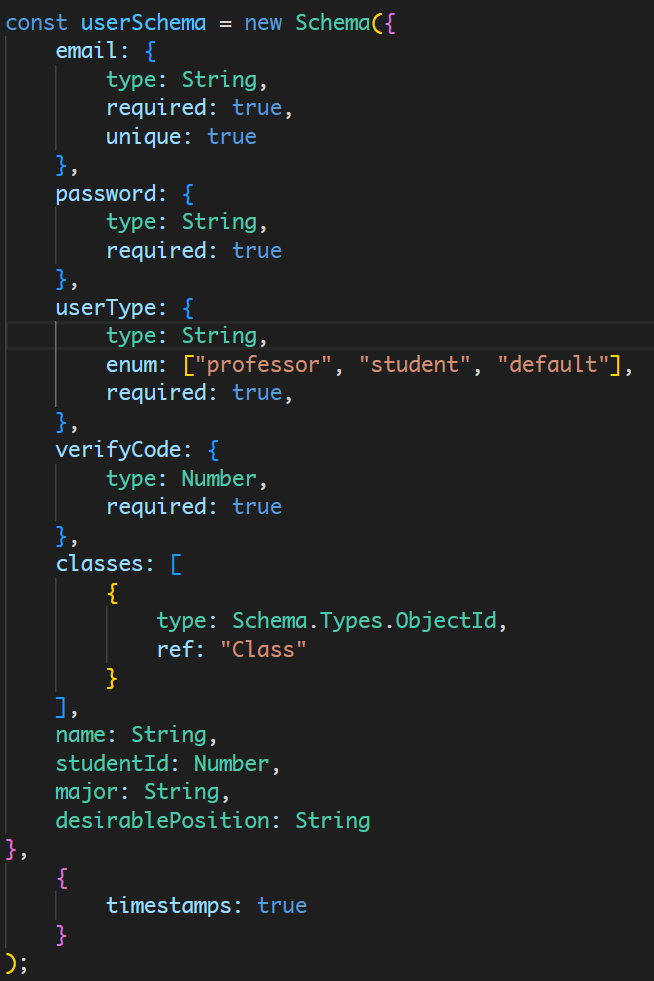 const userSchema = new Schema({
    email: {
        type: String,
        required: true,
        unique: true
    },
    password: {
        type: String,
        required: true
    },
    userType: {
        type: String,
        enum: ["professor", "student", "default"],
        required: true,
    },
    verifyCode: {
        type: Number,
        required: true
    },
    classes: [
        {
            type: Schema.Types.ObjectId,
            ref: "Class"
        }
    ],
    name: String,
    studentId: Number,
    major: String,
    desirablePosition: String
},
    {
        timestamps: true
    }
);